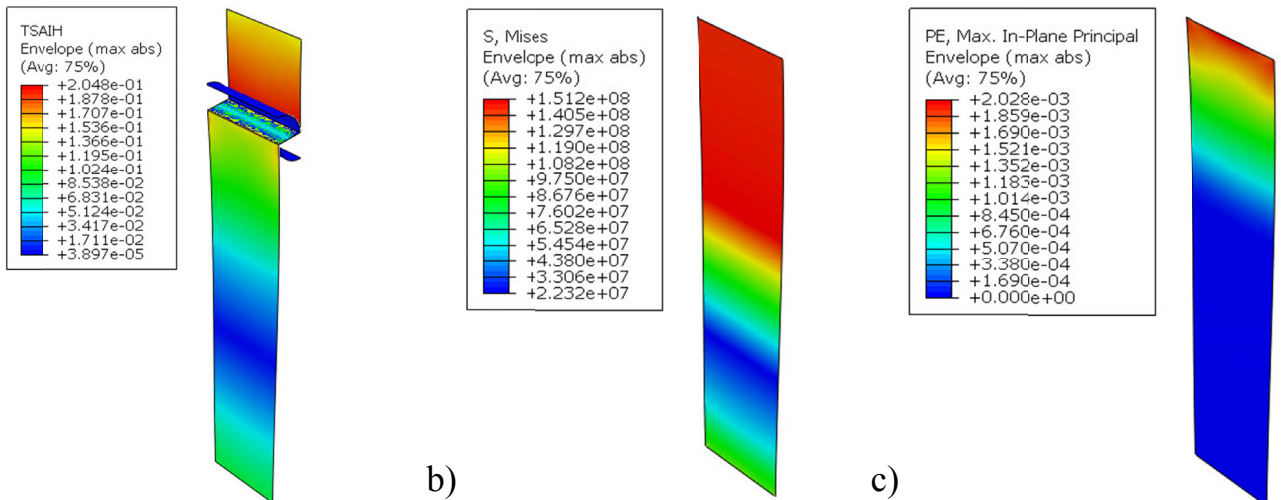 TSAIH
Envelope (max abs)
(Avg: 75%)
+2.048e-01
+1.878e-01
+1.707e-01
+1.536e-01
+1.366e-01
+1.195e-01
+1.024e-01
+8.538e-02
+6.831e-02
+5.124e-02
+3.417e-02
+1.711e-02
+3.897e-05
b)
S, Mises
Envelope (max abs)
(Avg: 75%)
+1.512e+08
+1.405e+08
+1.297e+08
+1.190e+08
+1.082e+08
+9.750e+07
+8.676e+07
+7.602e+07
+6.528e+07
+5.454e+07
+4.380e+07
+3.306e+07
+2.232e+07
c)
PE, Max. In-Plane Principal
Envelope (max abs)
(Avg: 75%)
+2.028e-03
+1.859e-03
+1.690e-03
+1.521e-03
+1.352e-03
+1.183e-03
+1.014e-03
+8.450e-04
+6.760e-04
+5.070e-04
+3.380e-04
+1.690e-04
+0.000e+00